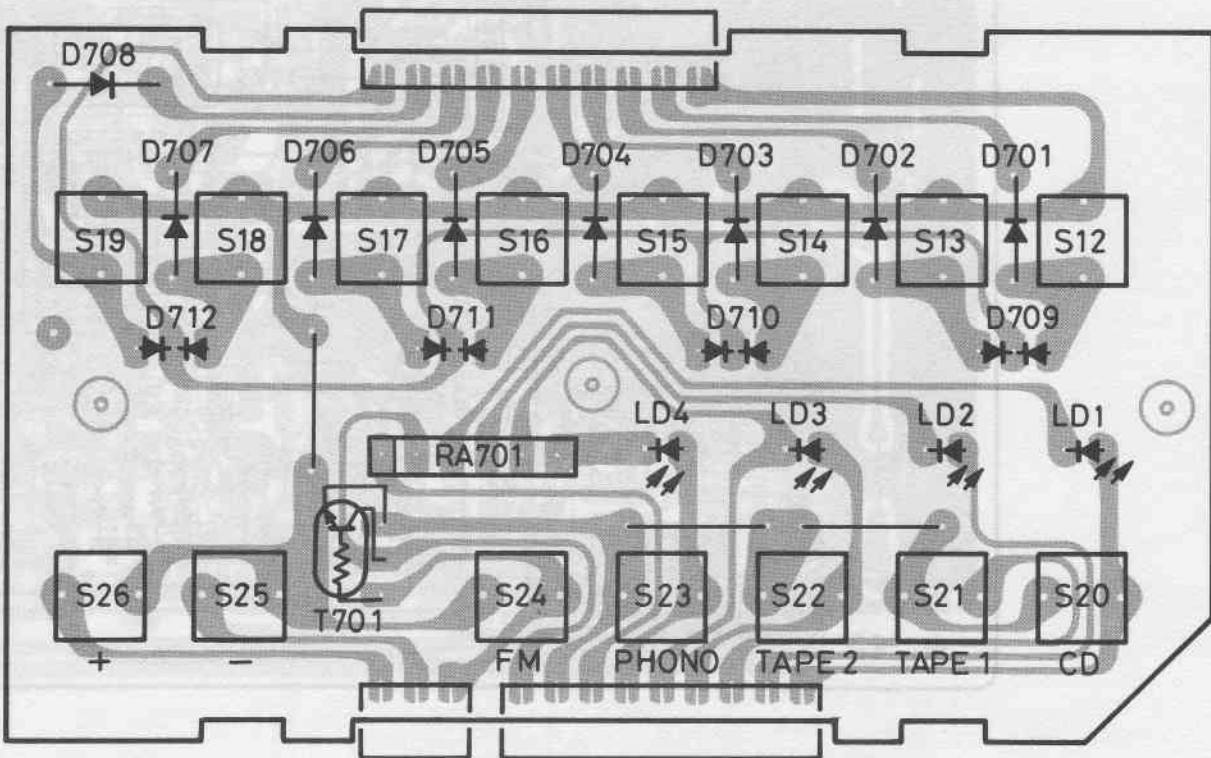 D708
D707 D706 D705 D704 D703 D702 D701
S19 S18 S17 S16 S15 S14 S13 S12
D712 D711 D710 D709
LD4 LD3 LD2 LD1
RA701
S26 S25 S24 S23 S22 S21 S20
T701
+ - FM PHONO TAPE 2 TAPE 1 CD